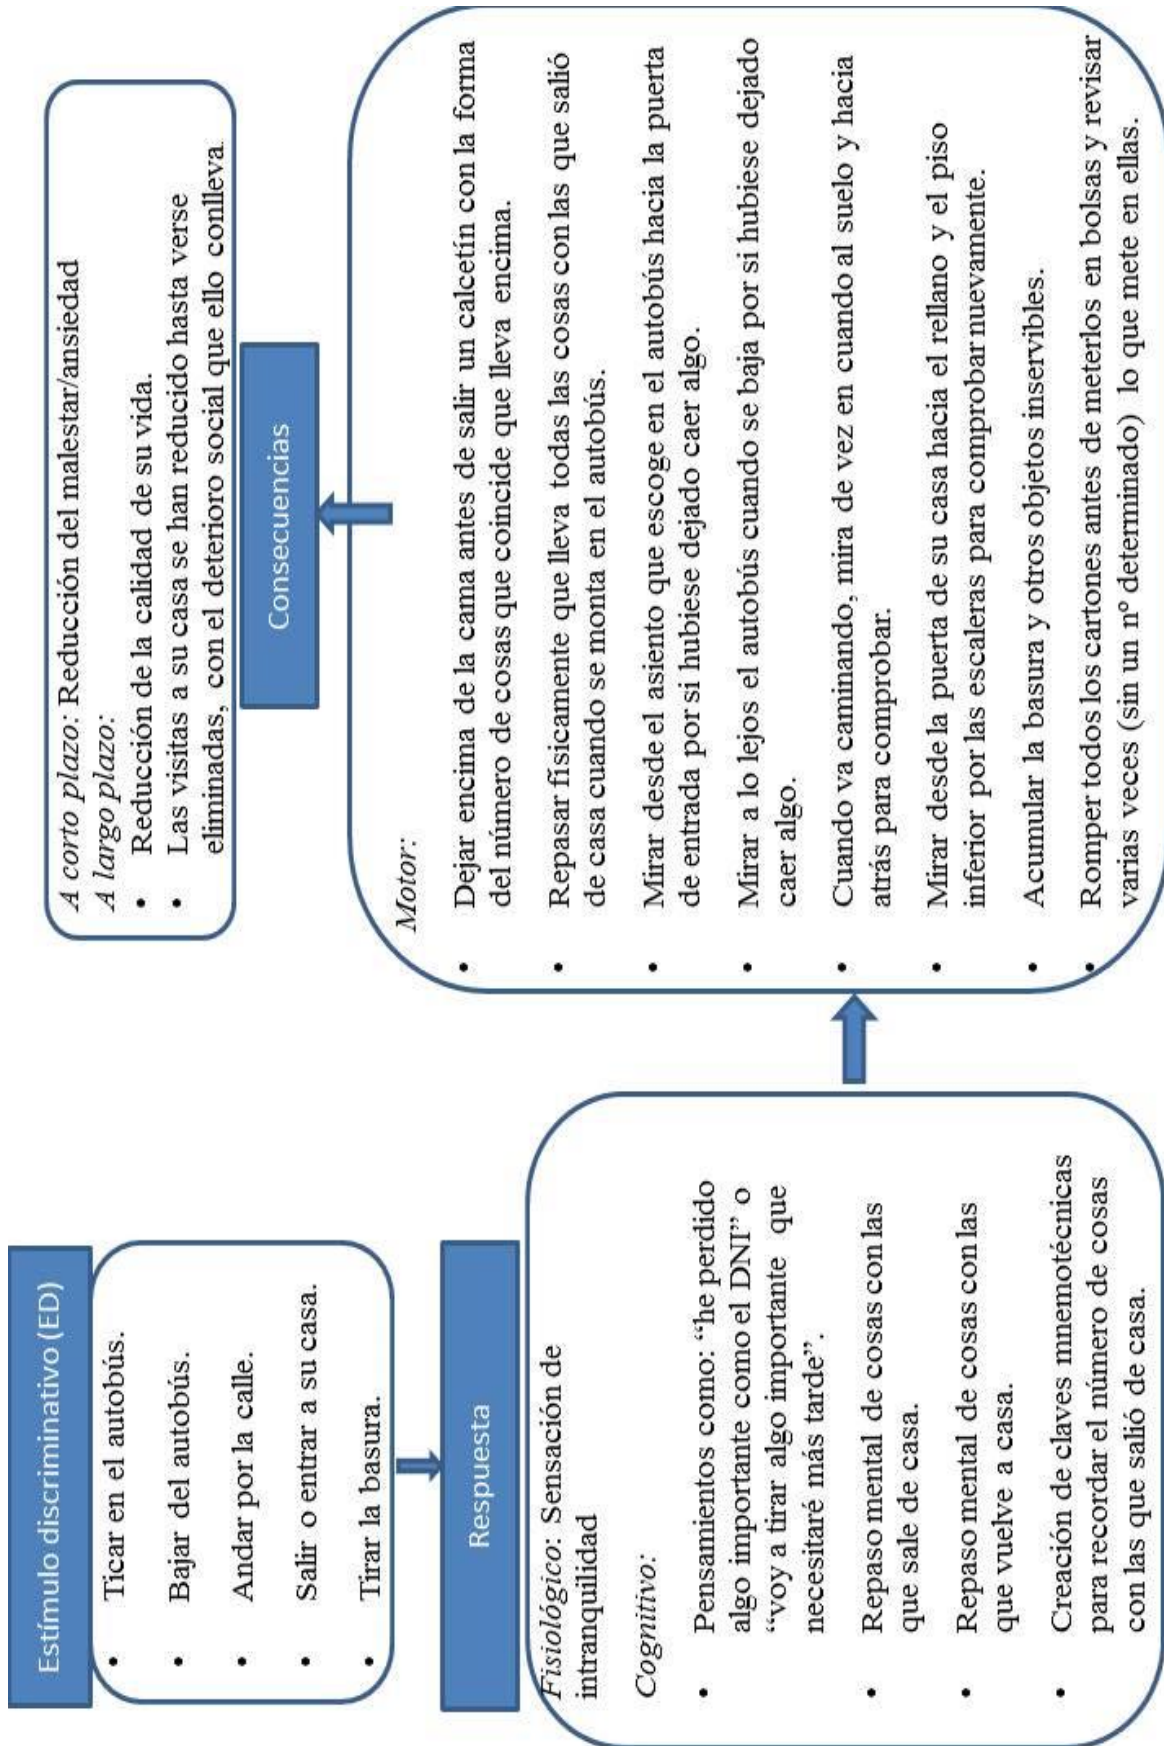 Estímulo discriminativo (ED)
• Ticar en el autobús.
• Bajar del autobús.
• Andar por la calle.
• Salir o entrar a su casa.
• Tirar la basura.
Respuesta
Fisiológico: Sensación de
intranquilidad
Cognitivo:
• Pensamientos como: “he perdido
algo importante como el DNI” o
“voy a tirar algo importante que
necesitaré más tarde”.
• Repaso mental de cosas con las
que sale de casa.
• Repaso mental de cosas con las
que vuelve a casa.
• Creación de claves mnemotécnicas
para recordar el número de cosas
con las que salió de casa.
Motor:
• Dejar encima de la cama antes de salir un calcetín con la forma
del número de cosas que coincide que lleva encima.
• Repasar físicamente que lleva todas las cosas con las que salió
de casa cuando se monta en el autobús.
• Mirar desde el asiento que escoge en el autobús hacia la puerta
de entrada por si hubiese dejado caer algo.
• Mirar a lo lejos el autobús cuando se baja por si hubiese dejado
caer algo.
• Cuando va caminando, mira de vez en cuando al suelo y hacia
atrás para comprobar.
• Mirar desde la puerta de su casa hacia el rellano y el piso
inferior por las escaleras para comprobar nuevamente.
• Acumular la basura y otros objetos inservibles.
• Romper todos los cartones antes de meterlos en bolsas y revisar
varias veces (sin un nº determinado) lo que mete en ellas.
Consecuencias
A corto plazo: Reducción del malestar/ansiedad
A largo plazo:
• Reducción de la calidad de su vida.
• Las visitas a su casa se han reducido hasta verse
eliminadas, con el deterioro social que ello conlleva.